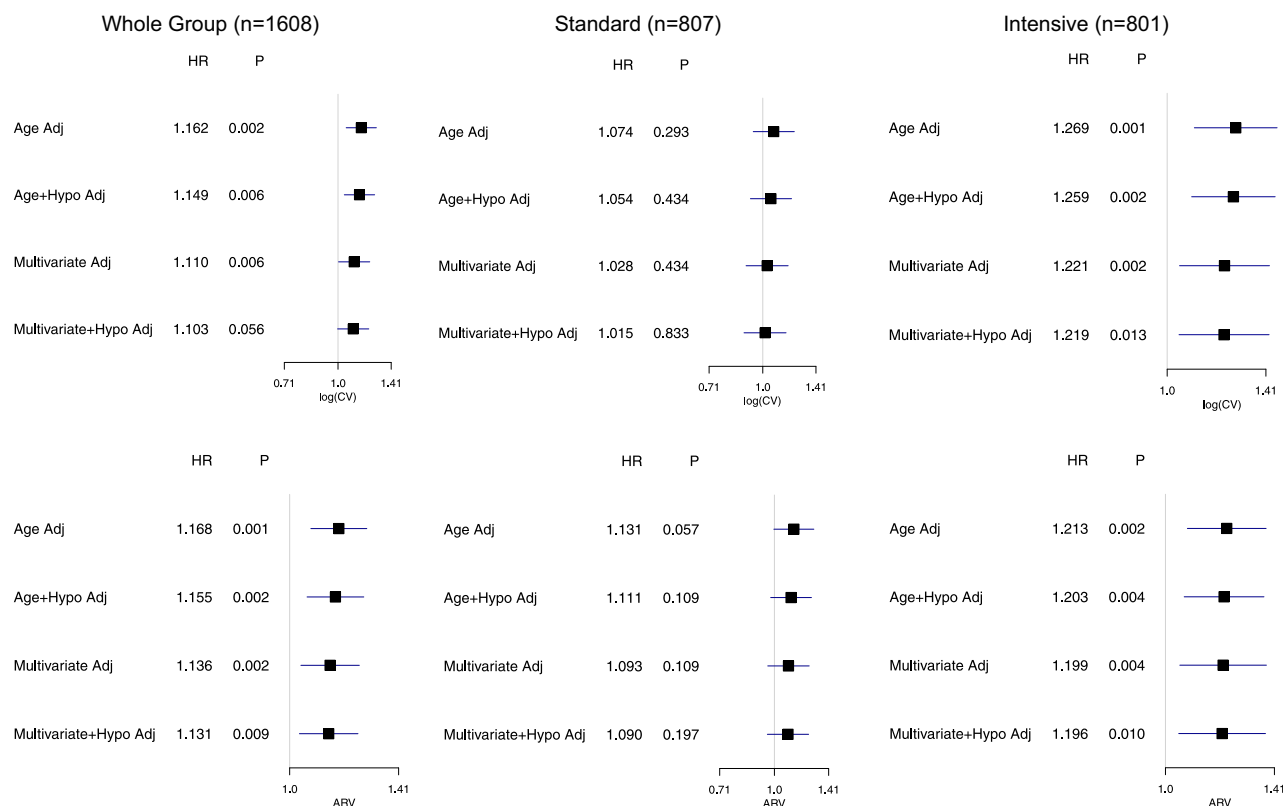 Whole Group (n=1608)
HR P
Age Adj 1.162 0.002
Age+Hypo Adj 1.149 0.006
Multivariate Adj 1.110 0.006
Multivariate+Hypo Adj 1.103 0.056
0.71 1.0 1.41
log(CV)
Standard (n=807)
HR P
Age Adj 1.074 0.293
Age+Hypo Adj 1.054 0.434
Multivariate Adj 1.028 0.434
Multivariate+Hypo Adj 1.015 0.833
0.71 1.0 1.41
log(CV)
Intensive (n=801)
HR P
Age Adj 1.269 0.001
Age+Hypo Adj 1.259 0.002
Multivariate Adj 1.221 0.002
Multivariate+Hypo Adj 1.219 0.013
1.0 1.41
log(CV)
HR P
Age Adj 1.168 0.001
Age+Hypo Adj 1.155 0.002
Multivariate Adj 1.136 0.002
Multivariate+Hypo Adj 1.131 0.009
1.0 1.41
ARV
HR P
Age Adj 1.131 0.057
Age+Hypo Adj 1.111 0.109
Multivariate Adj 1.093 0.109
Multivariate+Hypo Adj 1.090 0.197
0.71 1.0 1.41
ARV
HR P
Age Adj 1.213 0.002
Age+Hypo Adj 1.203 0.004
Multivariate Adj 1.199 0.004
Multivariate+Hypo Adj 1.196 0.010
1.0 1.41
ARV